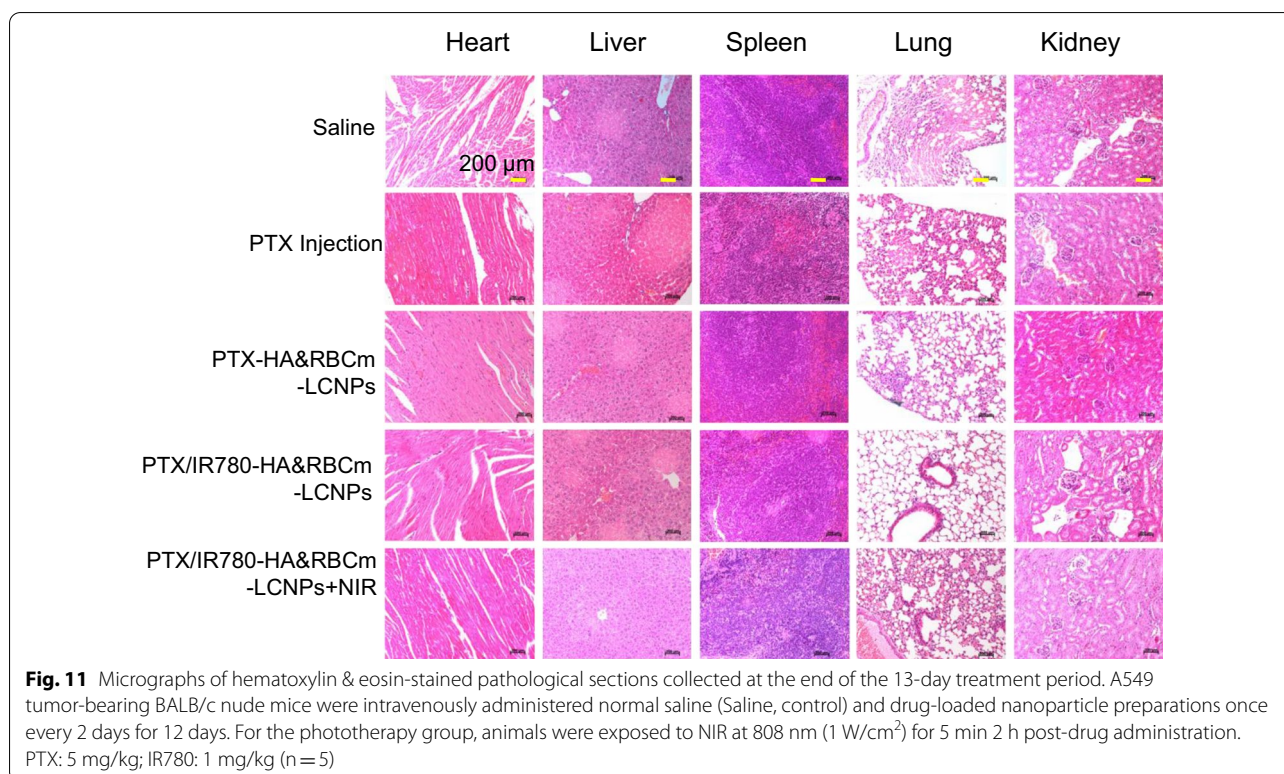 Heart Liver Spleen Lung Kidney
Saline
200 µm
PTX Injection
PTX-HA&RBCm
-LCNPs
PTX/IR780-HA&RBCm
-LCNPs
PTX/IR780-HA&RBCm
-LCNPs+NIR
Fig. 11 Micrographs of hematoxylin & eosin-stained pathological sections collected at the end of the 13-day treatment period. A549
tumor-bearing BALB/c nude mice were intravenously administered normal saline (Saline, control) and drug-loaded nanoparticle preparations once
every 2 days for 12 days. For the phototherapy group, animals were exposed to NIR at 808 nm (1 W/cm²) for 5 min 2 h post-drug administration.
PTX: 5 mg/kg; IR780: 1 mg/kg (n = 5)